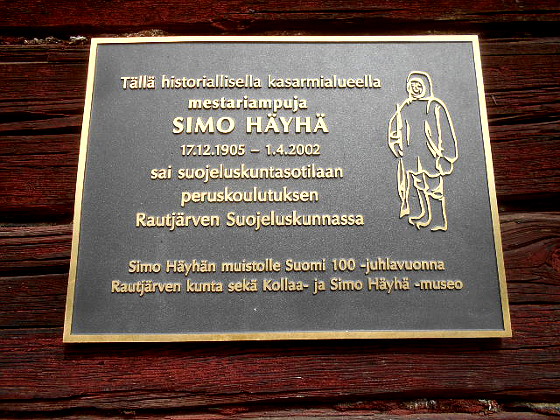 Tällä historiallisella kasarmialueella
mestariampuja
SIMO HÄYHÄ
17.12.1905 – 1.4.2002
sai suojeluskuntasotilaan
peruskoulutuksen
Rautjärven Suojeluskunnassa
Simo Häyhän muistolle Suomi 100 -juhlavuonna
Rautjärven kunta sekä Kollaa- ja Simo Häyhä -museo